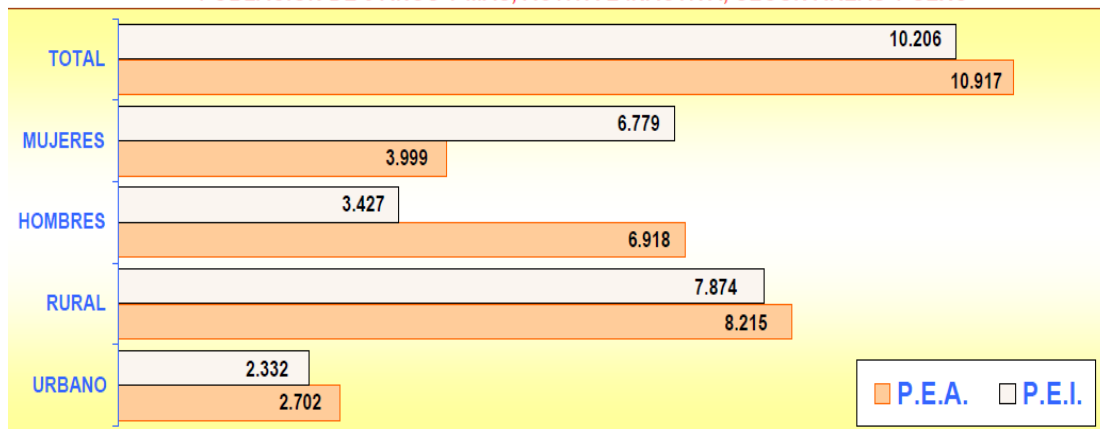 10.206
TOTAL
10.917
6.779
MUJERES
3.999
3.427
HOMBRES
6.918
7.874
RURAL
8.215
2.332
URBANO
2.702
P.E.A. P.E.I.